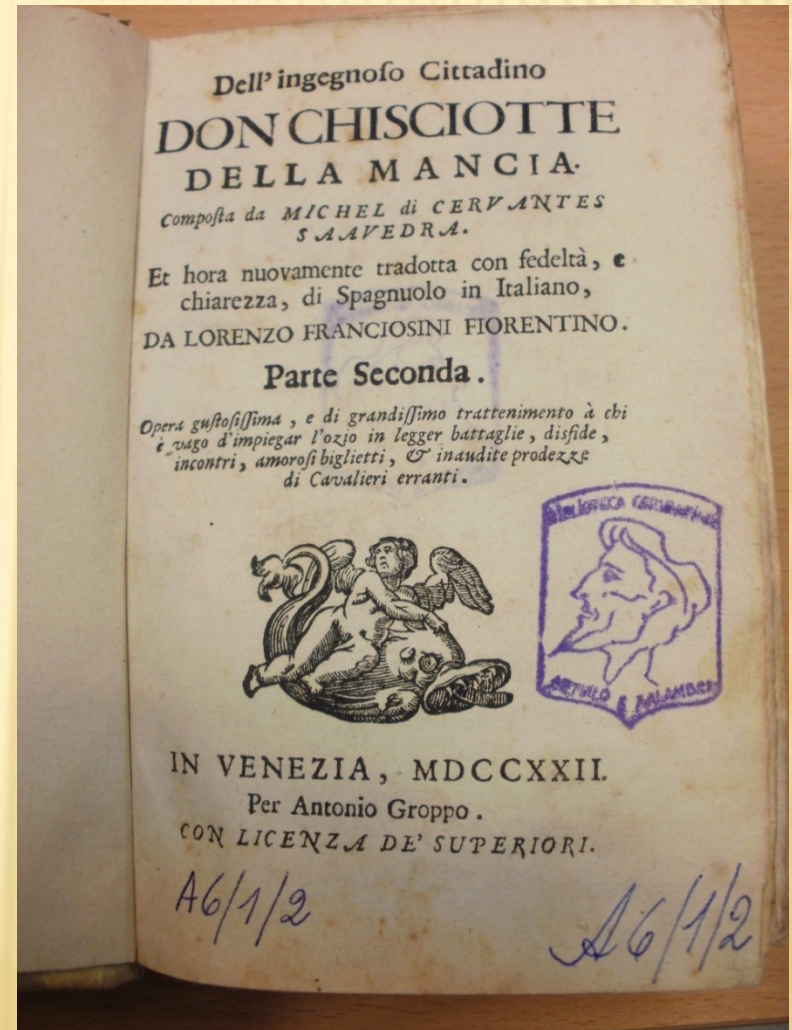 Dell' ingegnoſo Cittadino
DON CHISCIOTTE
DELLA MANCIA.
Compoſta da MICHEL di CERVANTES
SAAVEDRA.
Et hora nuovamente tradotta con fedeltà, e
chiarezza, di Spagnuolo in Italiano,
DA LORENZO FRANCIOSINI FIORENTINO.
Parte Seconda.
Opera guſtoſiſſima, e di grandiſſimo trattenimento à chi
è vago d'impiegar l'ozio in legger battaglie, disfide,
incontri, amoroſi biglietti, & inaudite prodezze
di Cavalieri erranti.
BIBLIOTECA
IN VENEZIA, MDCCXXII.
Per Antonio Groppo.
CON LICENZA DE' SUPERIORI.
A6/1/2
A6/1/2